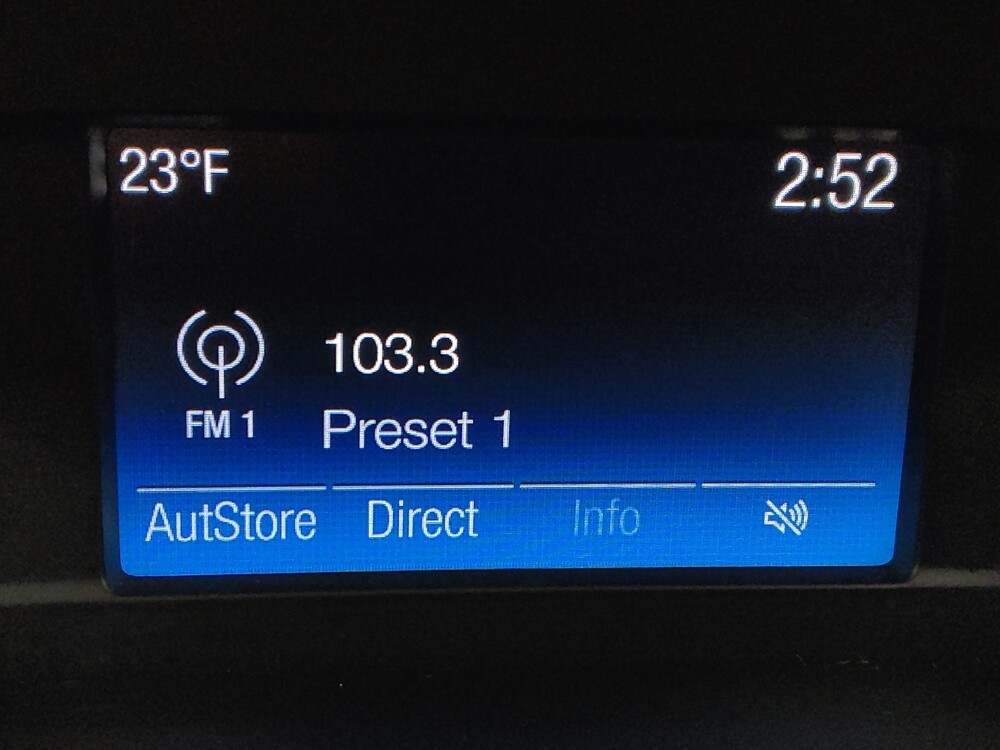 23°F 2:52
103.3
FM 1
Preset 1
AutStore Direct Info